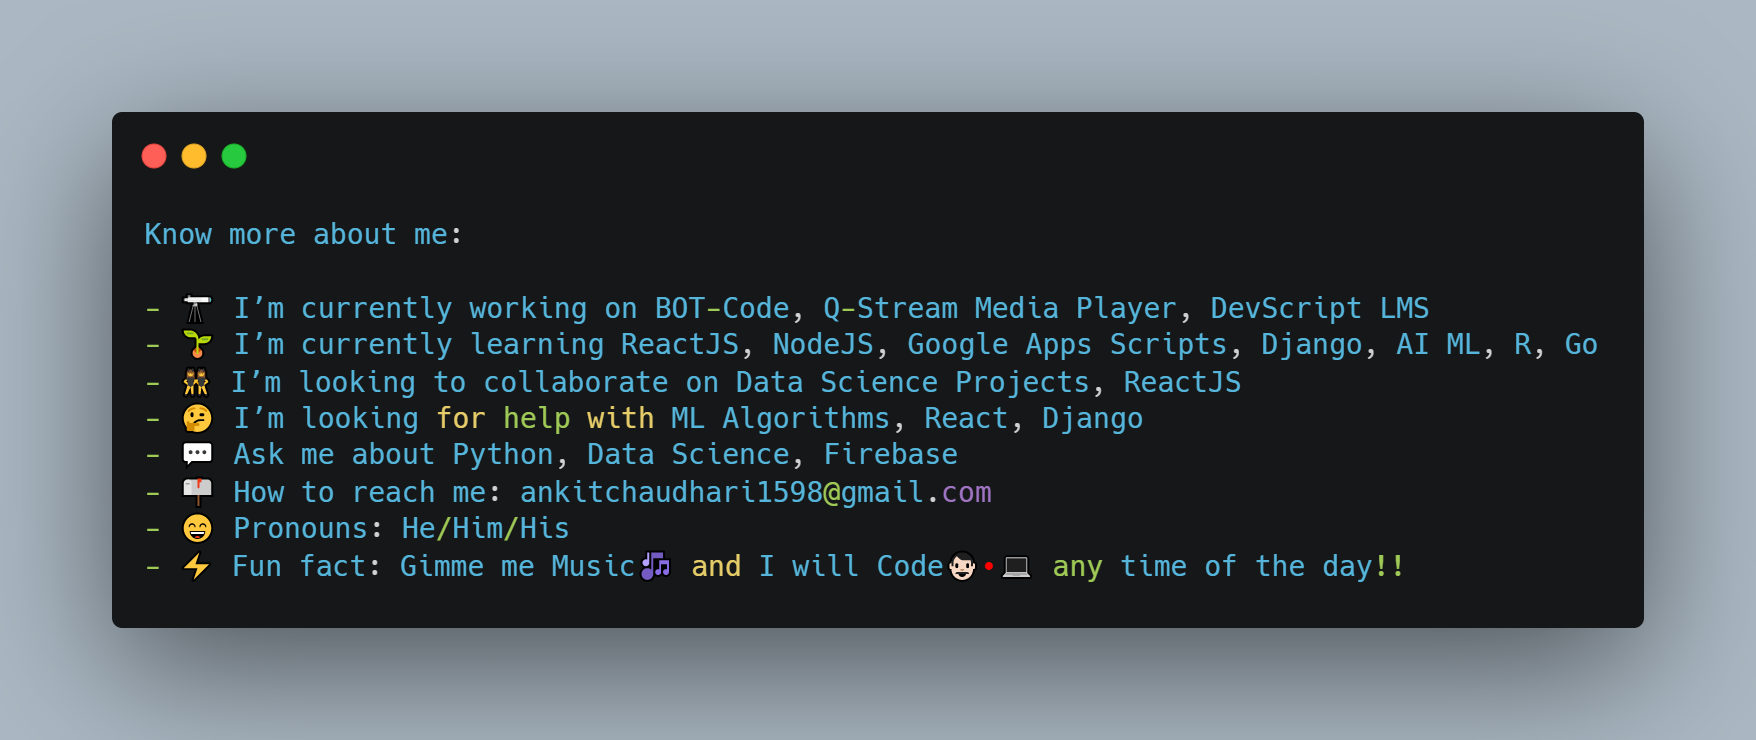 Know more about me:
- 🔭 I’m currently working on BOT-Code, Q-Stream Media Player, DevScript LMS
- 🌱 I’m currently learning ReactJS, NodeJS, Google Apps Scripts, Django, AI ML, R, Go
- 👯 I’m looking to collaborate on Data Science Projects, ReactJS
- 🤔 I’m looking for help with ML Algorithms, React, Django
- 💬 Ask me about Python, Data Science, Firebase
- 📫 How to reach me: ankitchaudhari1598@gmail.com
- 😄 Pronouns: He/Him/His
- ⚡ Fun fact: Gimme me Music🎶 and I will Code👨🏻•💻 any time of the day!!